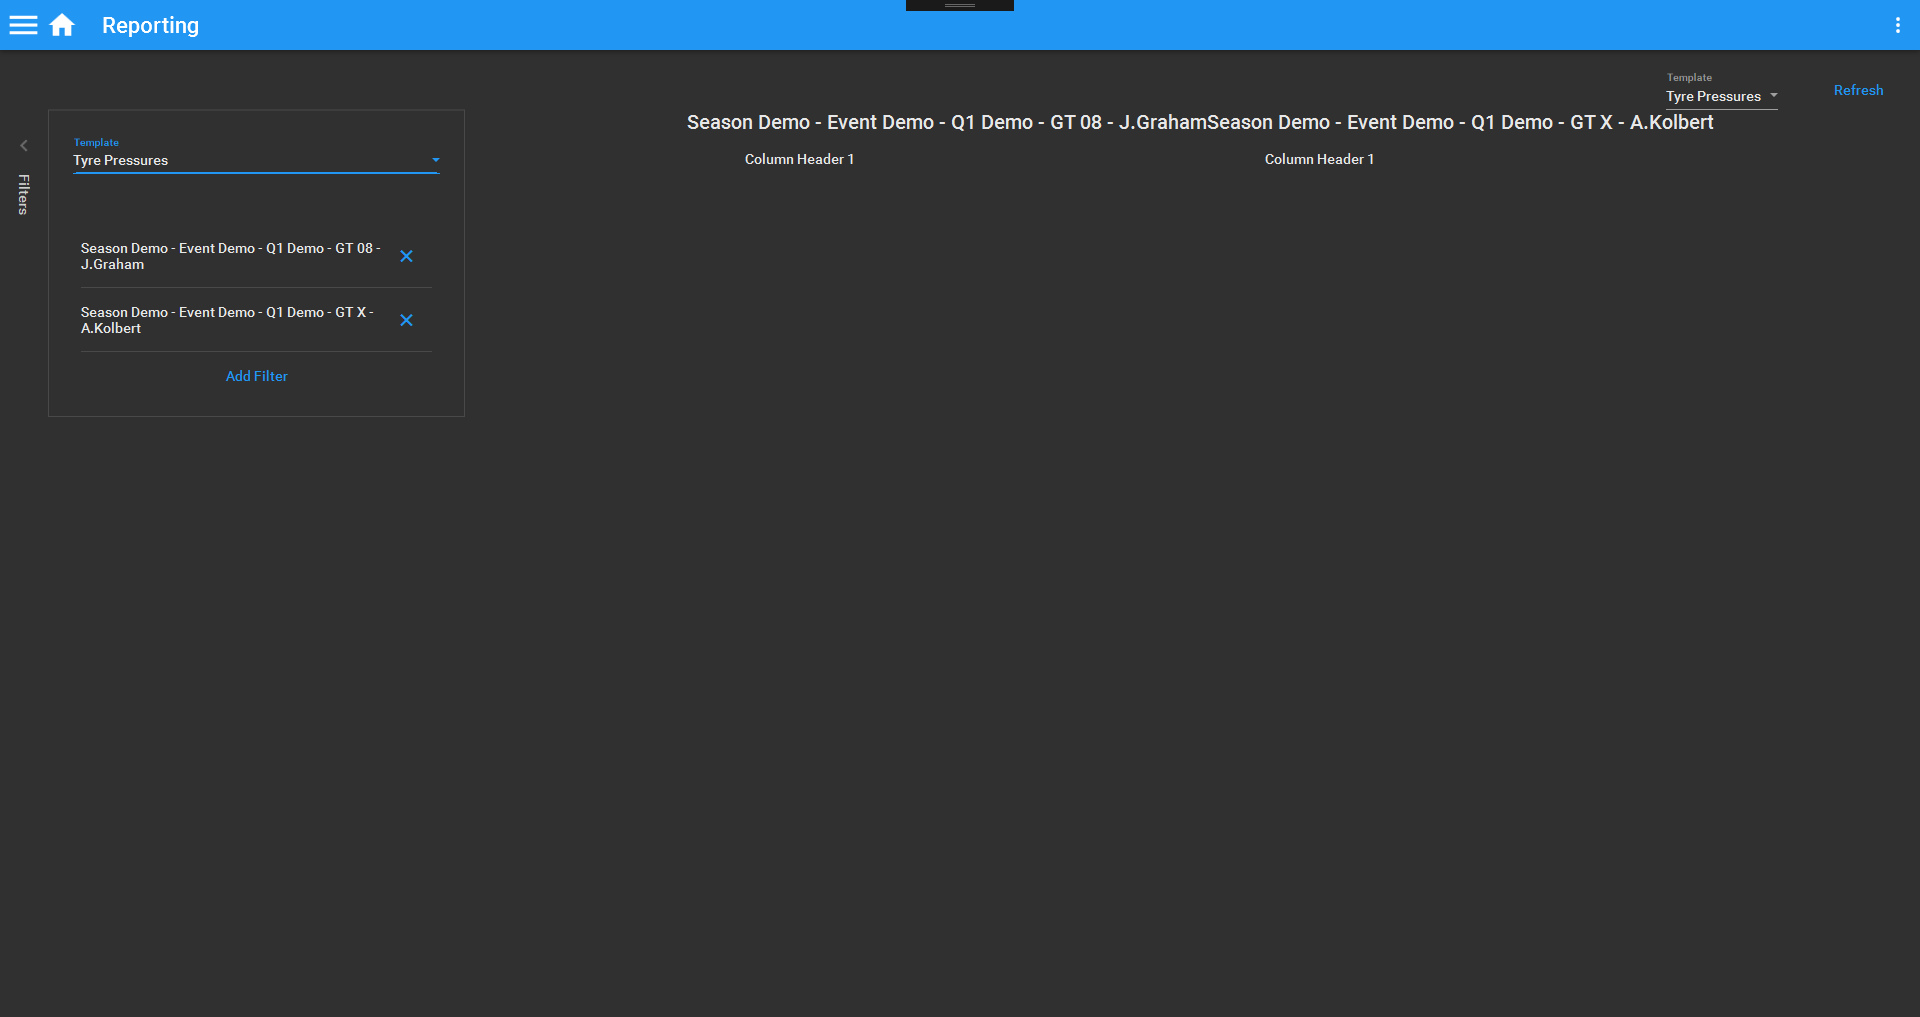 Reporting
Template
Tyre Pressures
Refresh
Filters
Template
Tyre Pressures
Season Demo - Event Demo - Q1 Demo - GT 08 -
J.Graham
Season Demo - Event Demo - Q1 Demo - GT X -
A.Kolbert
Add Filter
Season Demo - Event Demo - Q1 Demo - GT 08 - J.GrahamSeason Demo - Event Demo - Q1 Demo - GT X - A.Kolbert
Column Header 1
Column Header 1